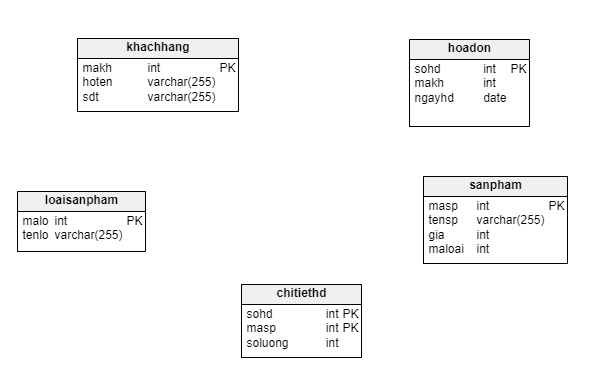 khachhang
makh int PK
hoten varchar(255)
sdt varchar(255)
hoadon
sohd int PK
makh int
ngayhd date
loaisanpham
malo int PK
tenlo varchar(255)
sanpham
masp int PK
tensp varchar(255)
gia int
maloai int
chitiethd
sohd int PK
masp int PK
soluong int